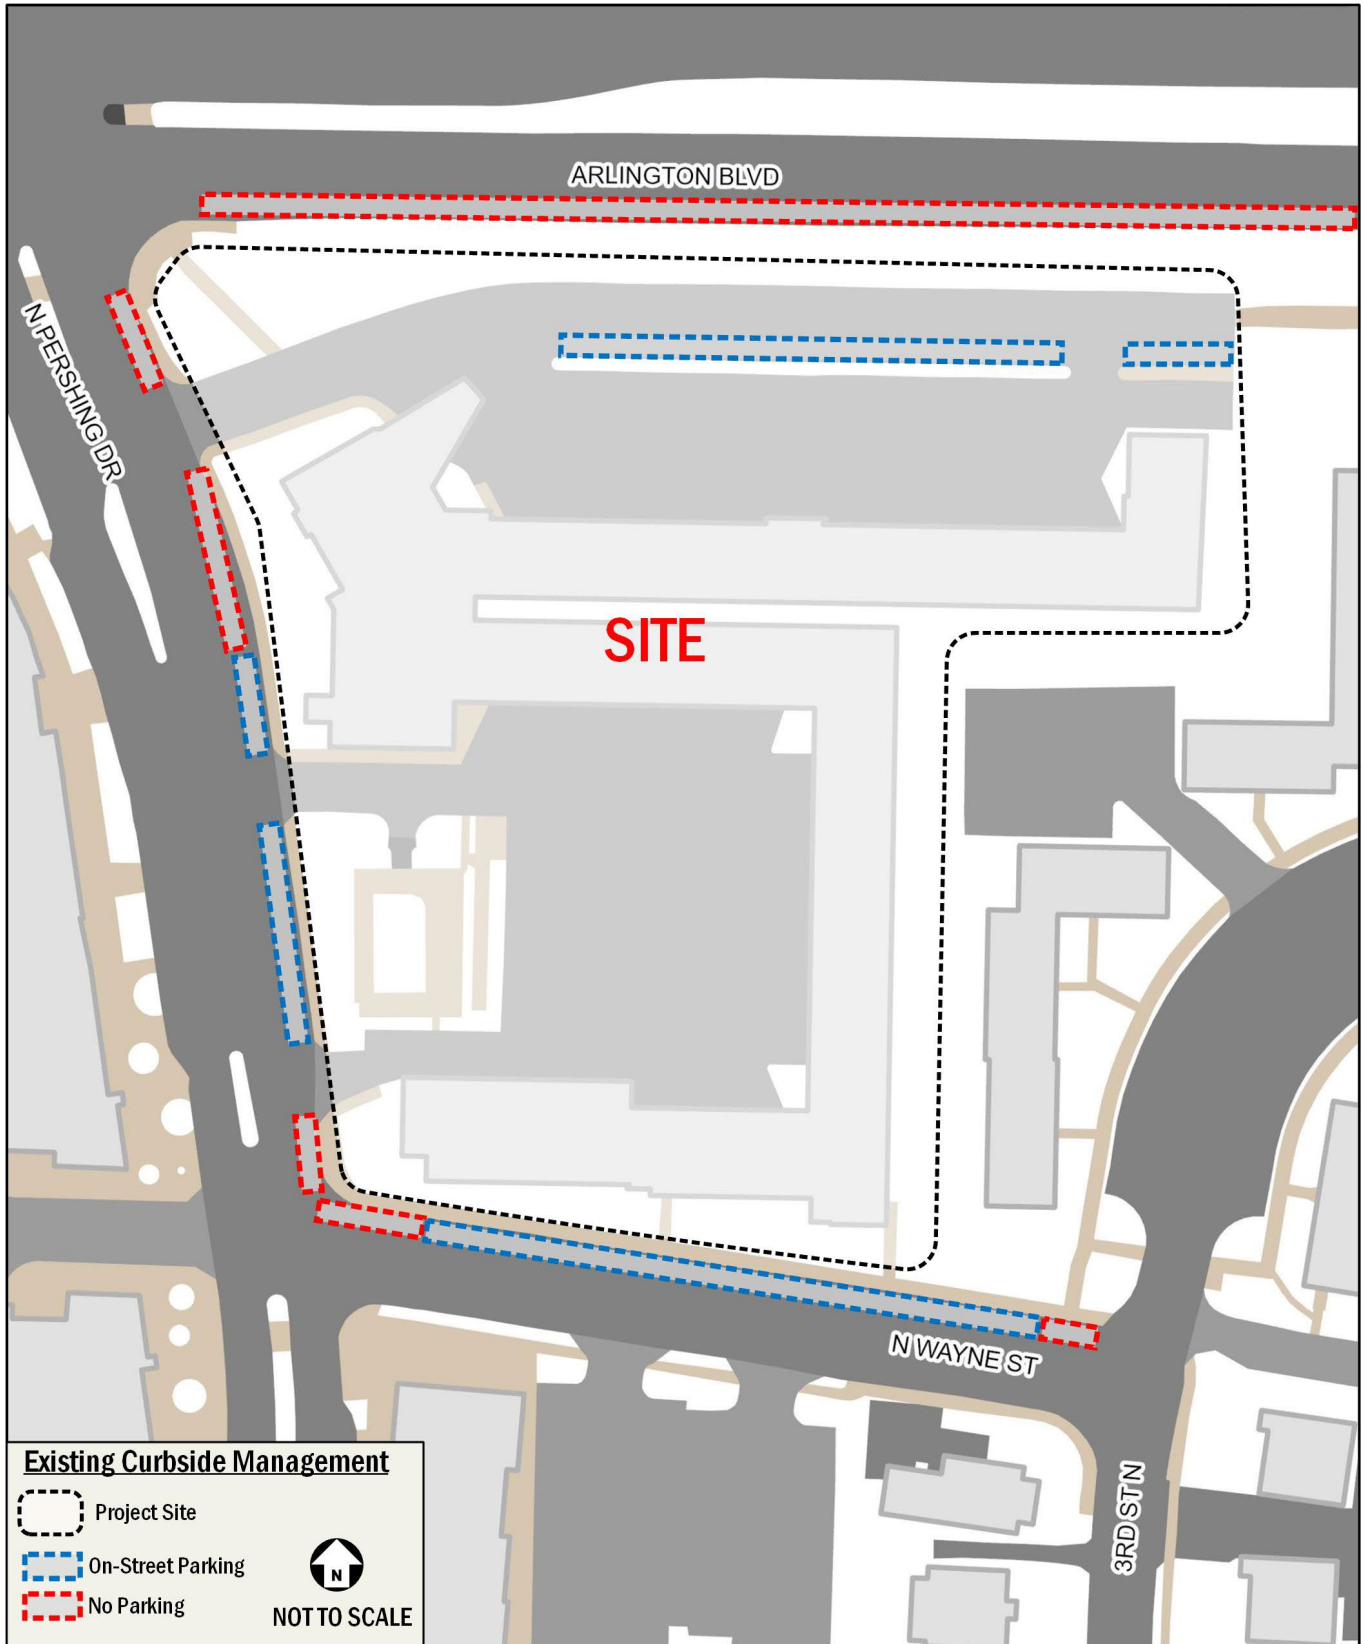 ARLINGTON BLVD
N PERSHING DR
SITE
N WAYNE ST
3RD ST N
Existing Curbside Management
Project Site
On-Street Parking
No Parking
N
NOT TO SCALE